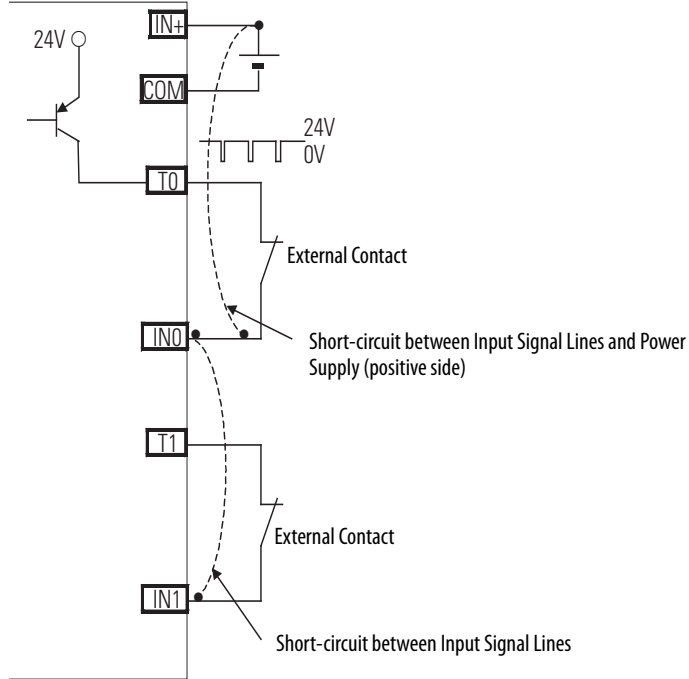 IN+
24V
COM
24V
0V
T0
External Contact
IN0
Short-circuit between Input Signal Lines and Power
Supply (positive side)
T1
External Contact
IN1
Short-circuit between Input Signal Lines